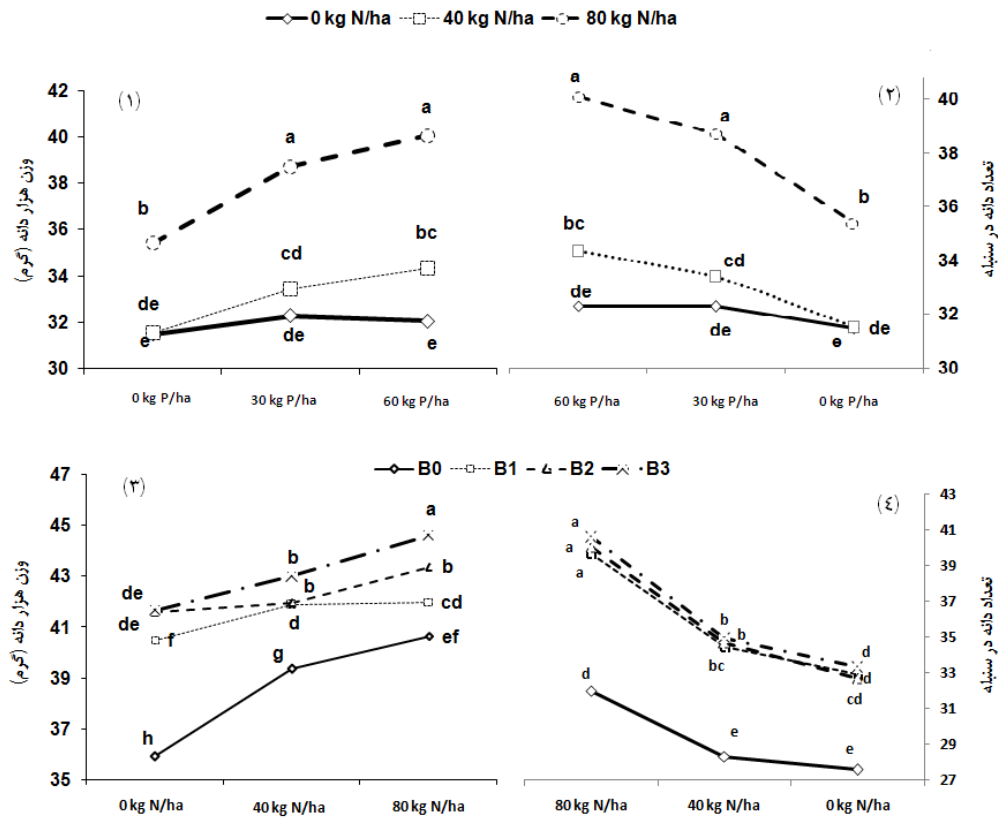 0 kg N/ha 40 kg N/ha 80 kg N/ha
(١)
وزن هزار دانه (گرم)
42
40
38
36
34
32
30
b
a
a
de
cd
bc
e
de
e
0 kg P/ha 30 kg P/ha 60 kg P/ha
(٢)
تعداد دانه در سنبله
40
38
36
34
32
30
a
a
b
bc
cd
de
de
de
e
60 kg P/ha 30 kg P/ha 0 kg P/ha
B0 B1 B2 B3
(٣)
وزن هزار دانه (گرم)
47
45
43
41
39
37
35
a
b
de
b
b
de
d
cd
f
g
ef
h
0 kg N/ha 40 kg N/ha 80 kg N/ha
(٤)
تعداد دانه در سنبله
43
41
39
37
35
33
31
29
27
a
a
a
b
b
bc
d
d
cd
d
e
e
80 kg N/ha 40 kg N/ha 0 kg N/ha